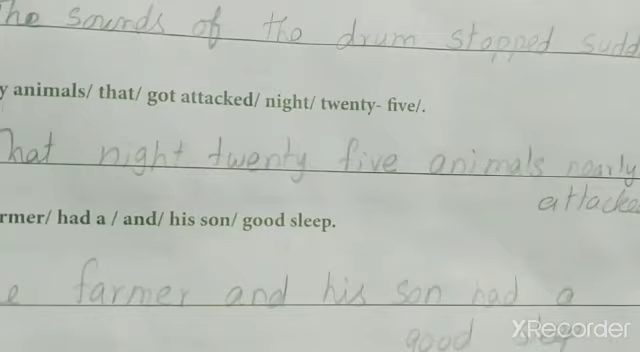 The sounds of the drum stopped sudd
y animals/ that/ got attacked/ night/ twenty- five/.
That night twenty five animals nearly
attacke
rmer/ had a / and/ his son/ good sleep.
e farmer and his son had a
good sleep
XRecorder